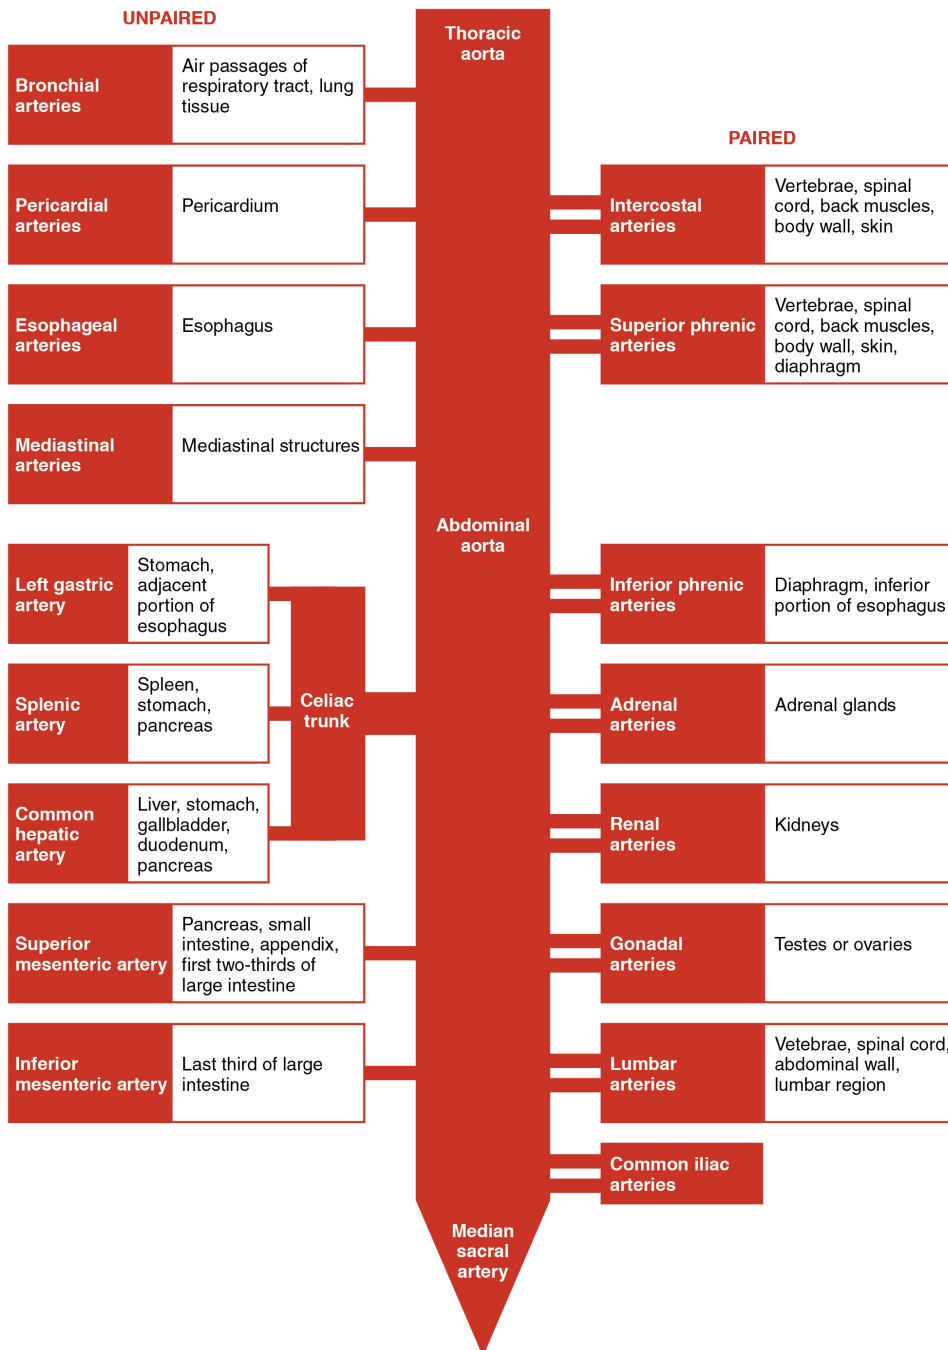 UNPAIRED
Thoracic
aorta
Bronchial
arteries
Air passages of
respiratory tract, lung
tissue
PAIRED
Pericardial
arteries
Pericardium
Intercostal
arteries
Vertebrae, spinal
cord, back muscles,
body wall, skin
Esophageal
arteries
Esophagus
Superior phrenic
arteries
Vertebrae, spinal
cord, back muscles,
body wall, skin,
diaphragm
Mediastinal
arteries
Mediastinal structures
Abdominal
aorta
Left gastric
artery
Stomach,
adjacent
portion of
esophagus
Inferior phrenic
arteries
Diaphragm, inferior
portion of esophagus
Splenic
artery
Spleen,
stomach,
pancreas
Celiac
trunk
Adrenal
arteries
Adrenal glands
Common
hepatic
artery
Liver, stomach,
gallbladder,
duodenum,
pancreas
Renal
arteries
Kidneys
Superior
mesenteric artery
Pancreas, small
intestine, appendix,
first two-thirds of
large intestine
Gonadal
arteries
Testes or ovaries
Inferior
mesenteric artery
Last third of large
intestine
Lumbar
arteries
Vetebrae, spinal cord,
abdominal wall,
lumbar region
Common iliac
arteries
Median
sacral
artery